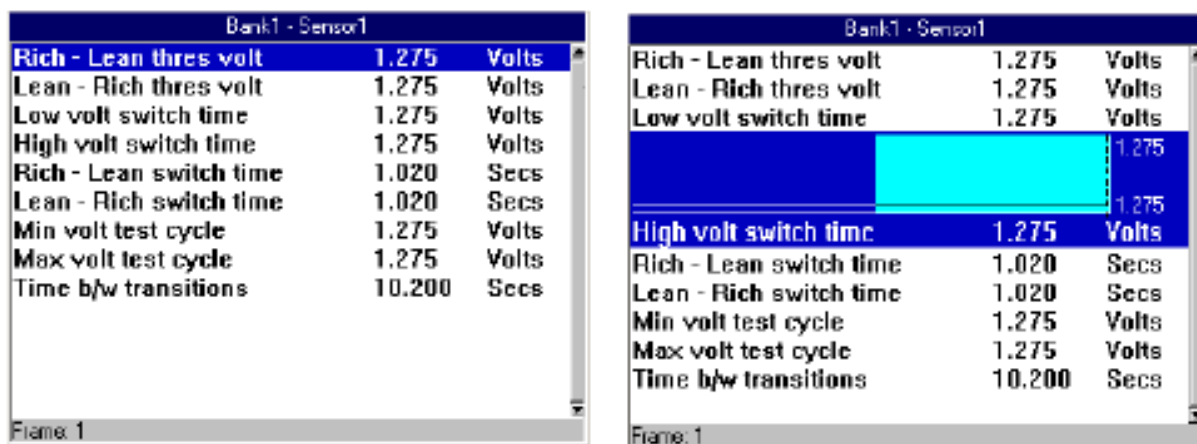 Bank1 - Sensor1
Rich - Lean thres volt 1.275 Volts
Lean - Rich thres volt 1.275 Volts
Low volt switch time 1.275 Volts
High volt switch time 1.275 Volts
Rich - Lean switch time 1.020 Secs
Lean - Rich switch time 1.020 Secs
Min volt test cycle 1.275 Volts
Max volt test cycle 1.275 Volts
Time b/w transitions 10.200 Secs
Frame: 1
Bank1 - Sensor1
Rich - Lean thres volt 1.275 Volts
Lean - Rich thres volt 1.275 Volts
Low volt switch time 1.275 Volts
1.275
1.275
High volt switch time 1.275 Volts
Rich - Lean switch time 1.020 Secs
Lean - Rich switch time 1.020 Secs
Min volt test cycle 1.275 Volts
Max volt test cycle 1.275 Volts
Time b/w transitions 10.200 Secs
Frame: 1